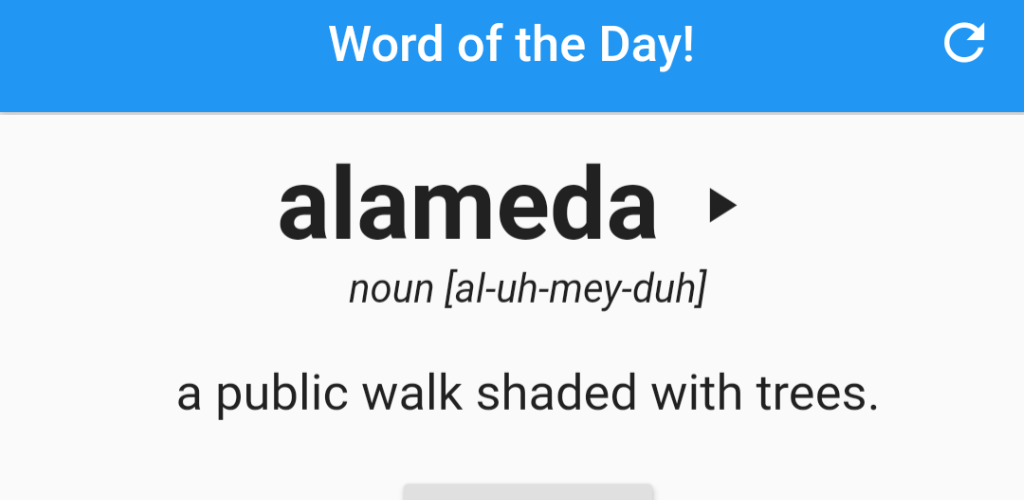 Word of the Day!
alameda
noun [al-uh-mey-duh]
a public walk shaded with trees.